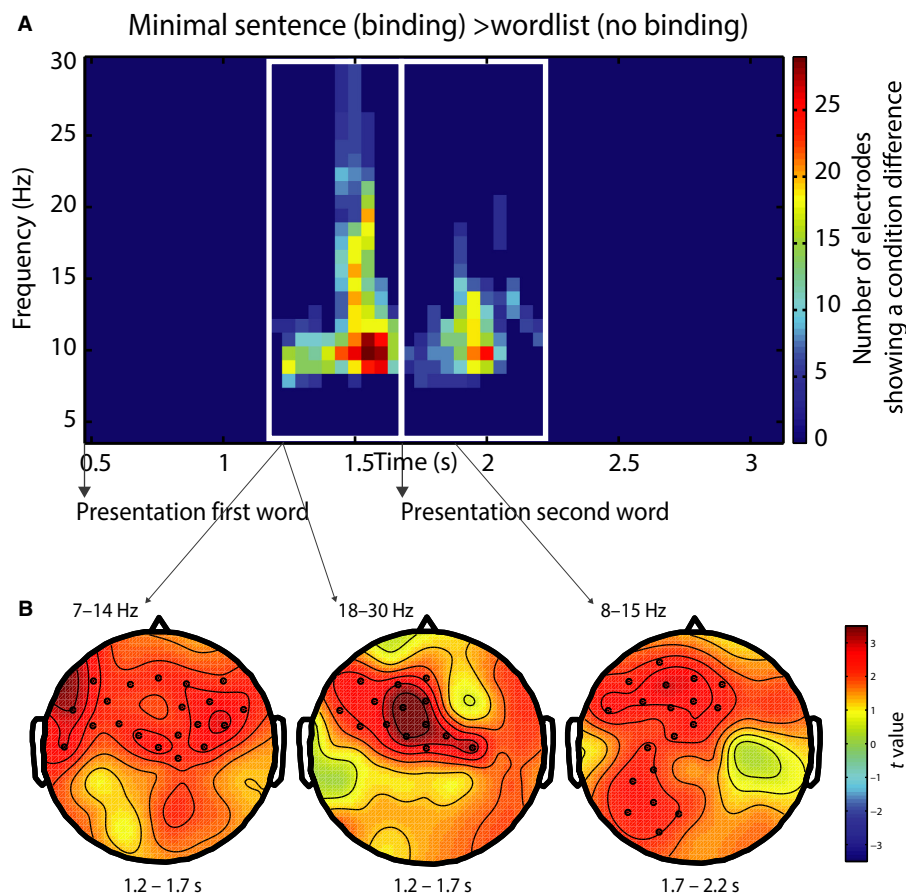 A
Minimal sentence (binding) >wordlist (no binding)
Frequency (Hz)
30
25
20
15
10
5
0.5 1 1.5 2 2.5 3
Time (s)
25
20
15
10
5
0
Number of electrodes
showing a condition difference
Presentation first word
Presentation second word
B
7–14 Hz
18–30 Hz
8–15 Hz
1.2 – 1.7 s
1.2 – 1.7 s
1.7 – 2.2 s
3
2
1
0
−1
−2
−3
t value